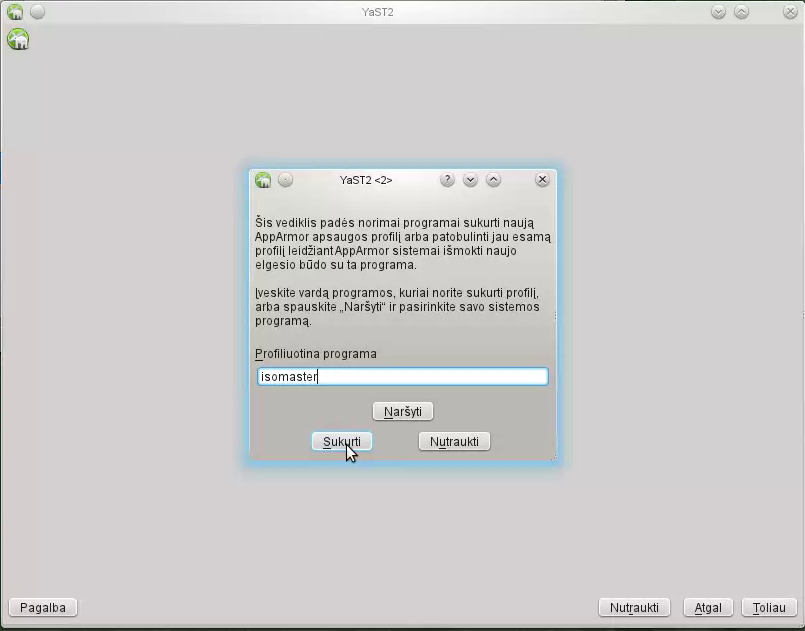 YaST2
YaST2 <2>
?
Šis vediklis padės norimai programai sukurti naują
AppArmor apsaugos profilį arba patobulinti jau esamą
profilį leidžiant AppArmor sistemai išmokti naujo
elgesio būdo su ta programa.
Įveskite vardą programos, kuriai norite sukurti profilį,
arba spauskite „Naršyti“ ir pasirinkite savo sistemos
programą.
Profiliuotina programa
isomaster
Naršyti
Sukurti Nutraukti
Pagalba Nutraukti Atgal Toliau